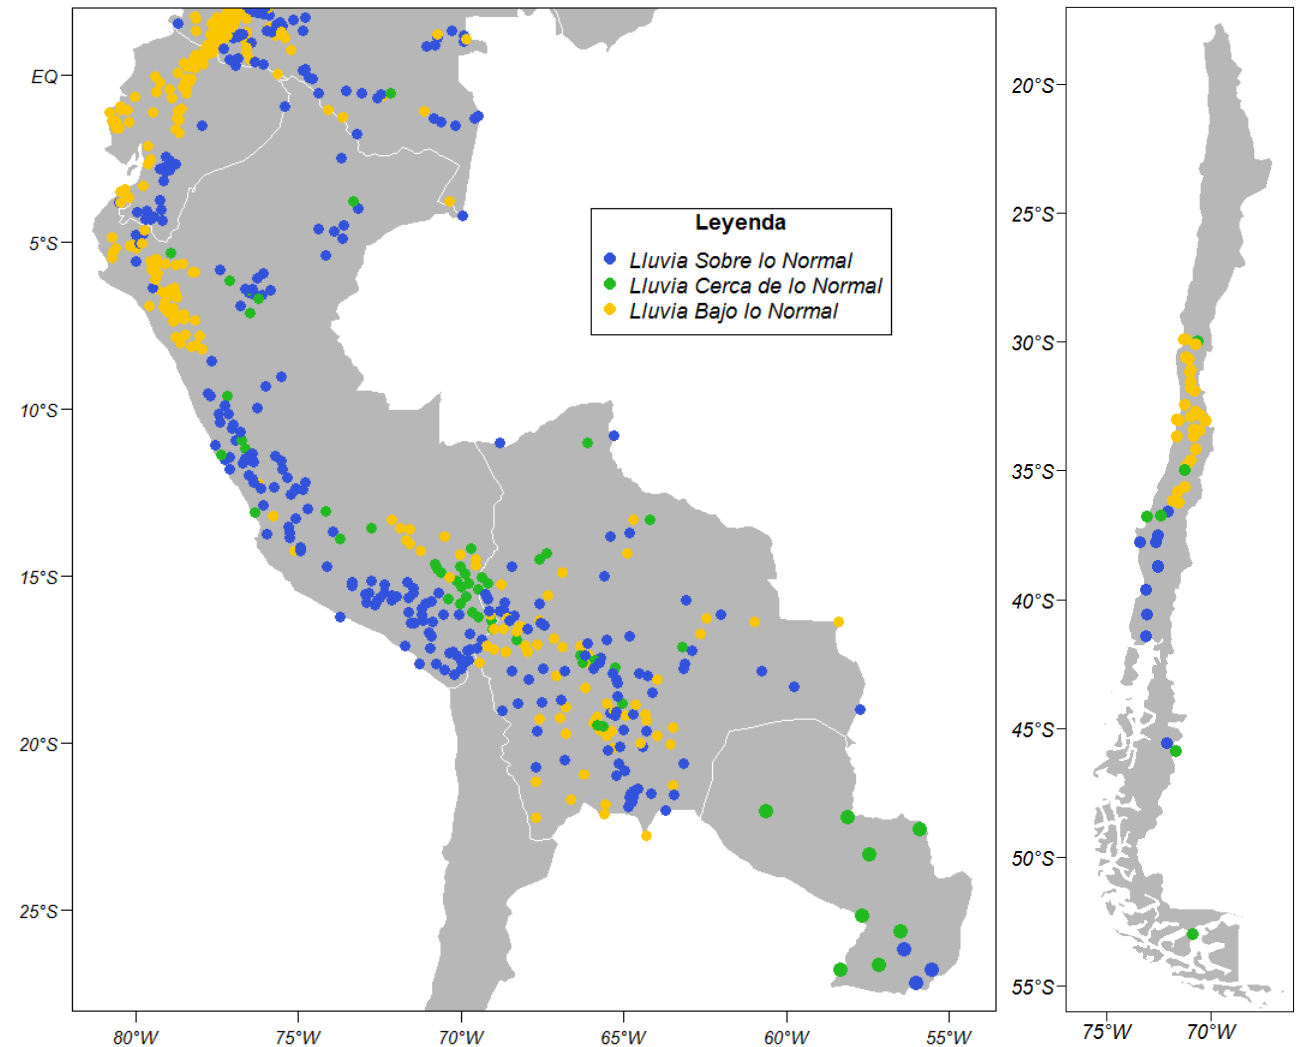 Leyenda
Lluvia Sobre lo Normal
Lluvia Cerca de lo Normal
Lluvia Bajo lo Normal
EQ
5°S
10°S
15°S
20°S
25°S
80°W
75°W
70°W
65°W
60°W
55°W
20°S
25°S
30°S
35°S
40°S
45°S
50°S
55°S
75°W
70°W